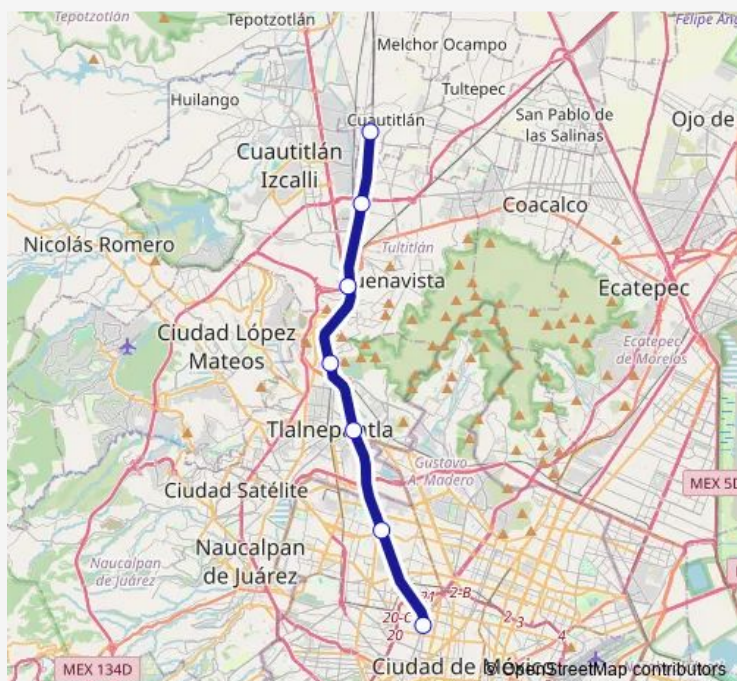 Tepotzotlán
Tepotzotlán
Felipe Áng
Melchor Ocampo
Huilango
Tultepec
San Pablo de
las Salinas
Ojo de
Cuautitlán
Cuautitlán
Izcalli
Coacalco
Nicolás Romero
Tultitlán
uenavista
Ecatepec
Ciudad López
Mateos
Ecatepec
de Morelos
Tlalnepantla
Gustavo
A. Madero
MEX 5D
Ciudad Satélite
Naucalpan
de Juárez
Naucalpan
de Juárez
2-B
20-C
20
2-3
4
MEX 134D
Ciudad de México
© OpenStreetMap contributors